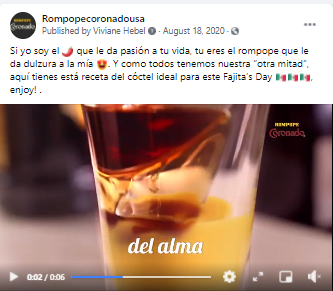 Rompopecoronadousa
Published by Viviane Hebel · August 18, 2020 ·
Si yo soy el 🌶️ que le da pasión a tu vida, tu eres el rompope que le
da dulzura a la mía 😍. Y como todos tenemos nuestra "otra mitad",
aquí tienes está receta del cóctel ideal para este Fajita's Day 🇲🇽🇲🇽🇲🇽,
enjoy! .
ROMPOPE
Coronado
del alma
0:02 / 0:06